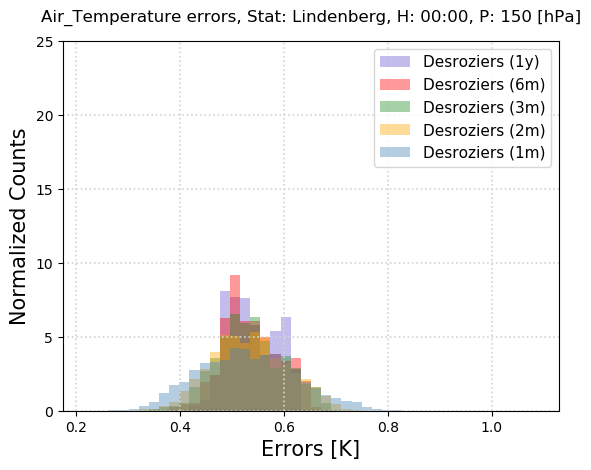 Air_Temperature errors, Stat: Lindenberg, H: 00:00, P: 150 [hPa]
25
20
15
10
5
0
Normalized Counts
Desroziers (1y)
Desroziers (6m)
Desroziers (3m)
Desroziers (2m)
Desroziers (1m)
0.2 0.4 0.6 0.8 1.0
Errors [K]